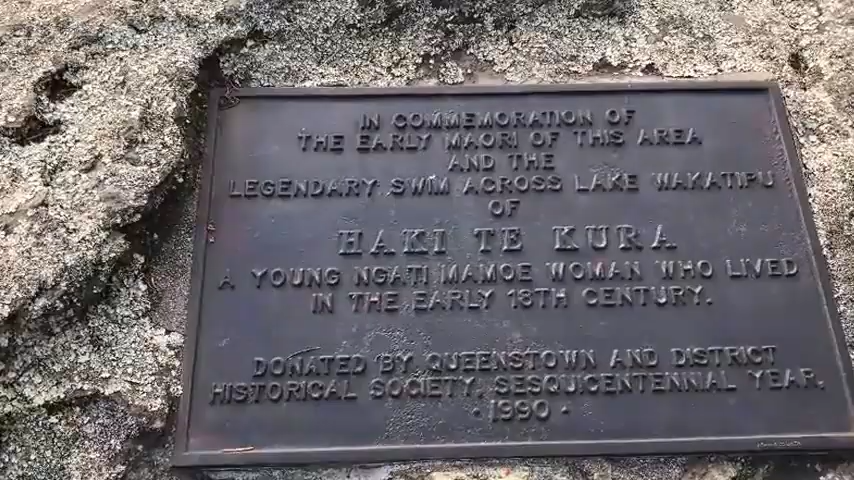 IN COMMEMORATION OF
THE EARLY MAORI OF THIS AREA
AND THE
LEGENDARY SWIM ACROSS LAKE WAKATIPU
OF
HAKI TE KURA
A YOUNG NGATI MAMOE WOMAN WHO LIVED
IN THE EARLY 18TH CENTURY.
DONATED BY QUEENSTOWN AND DISTRICT
HISTORICAL SOCIETY, SESQUICENTENNIAL YEAR,
· 1990 ·